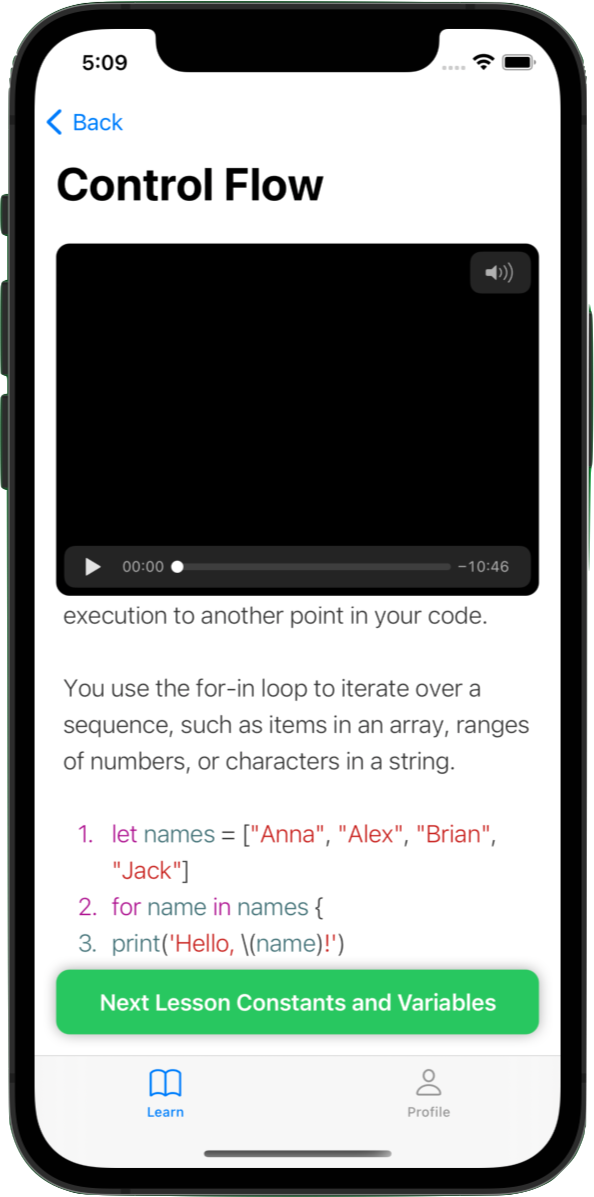 5:09
Back
Control Flow
00:00
−10:46
execution to another point in your code.
You use the for-in loop to iterate over a
sequence, such as items in an array, ranges
of numbers, or characters in a string.
1. let names = ["Anna", "Alex", "Brian",
"Jack"]
2. for name in names {
3. print('Hello, \(name)!')
Next Lesson Constants and Variables
Learn
Profile